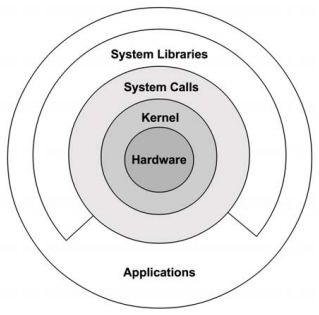 System Libraries
System Calls
Kernel
Hardware
Applications